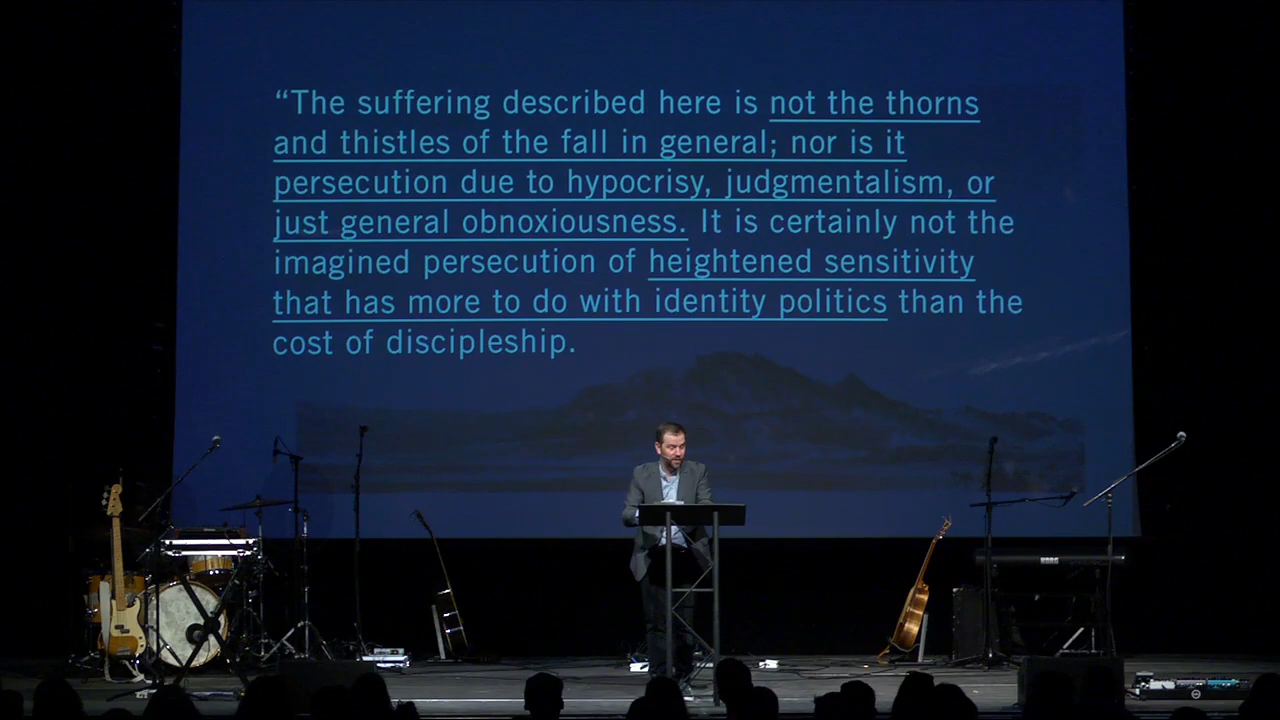 “The suffering described here is not the thorns
and thistles of the fall in general; nor is it
persecution due to hypocrisy, judgmentalism, or
just general obnoxiousness. It is certainly not the
imagined persecution of heightened sensitivity
that has more to do with identity politics than the
cost of discipleship.
KORG